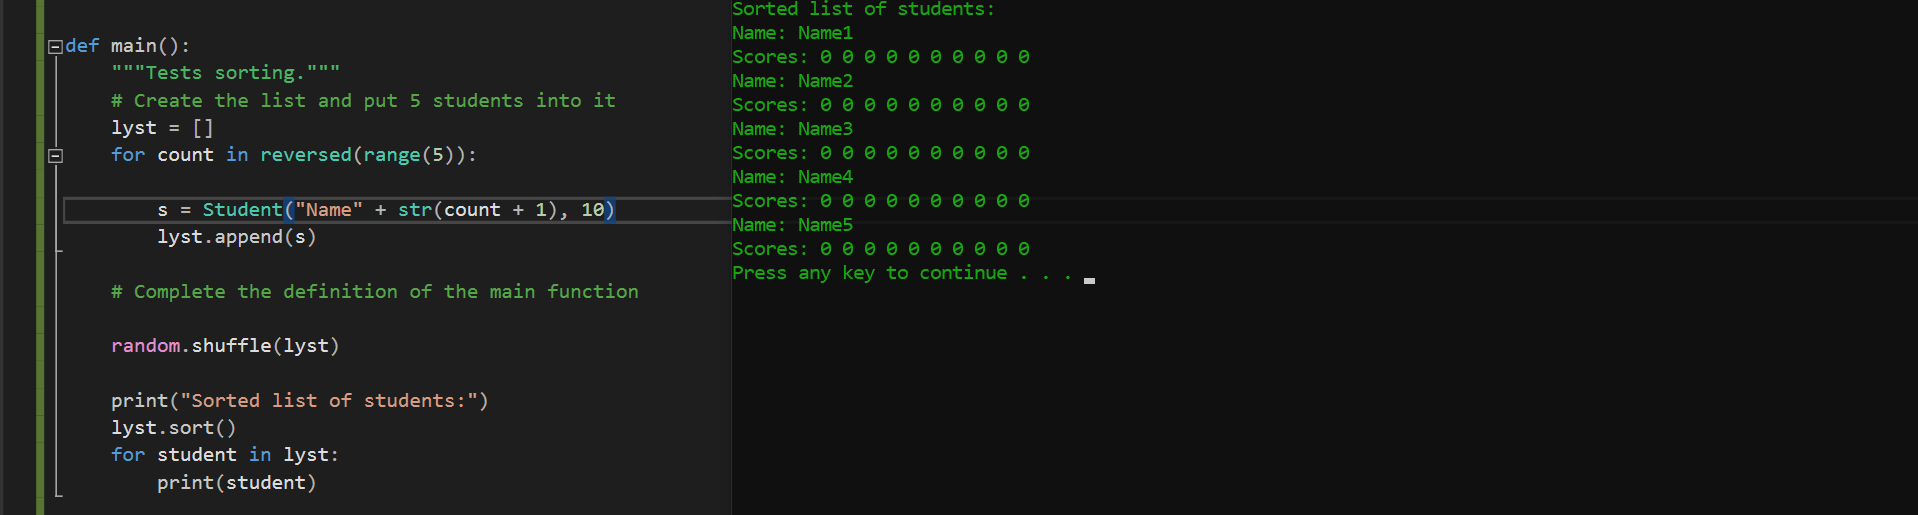 def main():
"""Tests sorting."""
# Create the list and put 5 students into it
lyst = []
for count in reversed(range(5)):
s = Student("Name" + str(count + 1), 10)
lyst.append(s)
# Complete the definition of the main function
random.shuffle(lyst)
print("Sorted list of students:")
lyst.sort()
for student in lyst:
print(student)
Sorted list of students:
Name: Name1
Scores: 0 0 0 0 0 0 0 0 0 0
Name: Name2
Scores: 0 0 0 0 0 0 0 0 0 0
Name: Name3
Scores: 0 0 0 0 0 0 0 0 0 0
Name: Name4
Scores: 0 0 0 0 0 0 0 0 0 0
Name: Name5
Scores: 0 0 0 0 0 0 0 0 0 0
Press any key to continue . . .